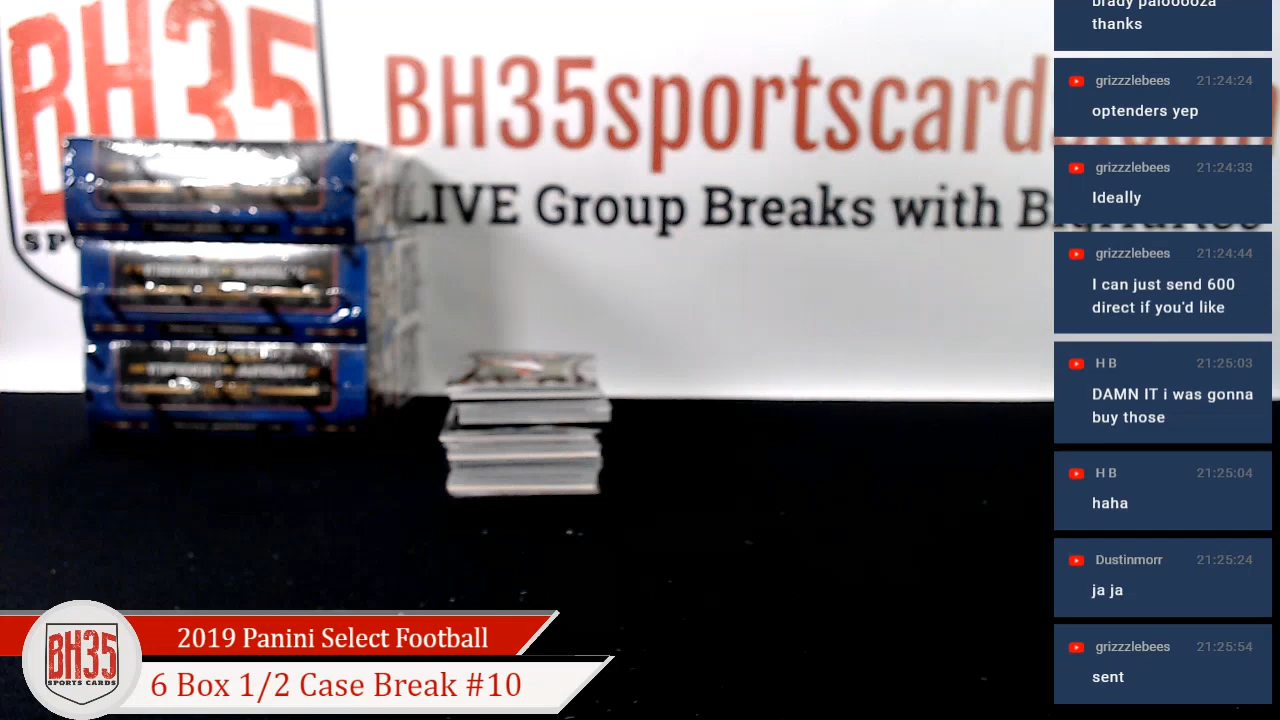 BH35
SPO
BH35sportscard
LIVE Group Breaks with
brady palooooza
thanks
grizzzlebees 21:24:24
optenders yep
grizzzlebees 21:24:33
Ideally
grizzzlebees 21:24:44
I can just send 600
direct if you'd like
H B 21:25:03
DAMN IT i was gonna
buy those
H B 21:25:04
haha
Dustinmorr 21:25:24
ja ja
grizzzlebees 21:25:54
sent
BH35
SPORTS CARDS
2019 Panini Select Football
6 Box 1/2 Case Break #10